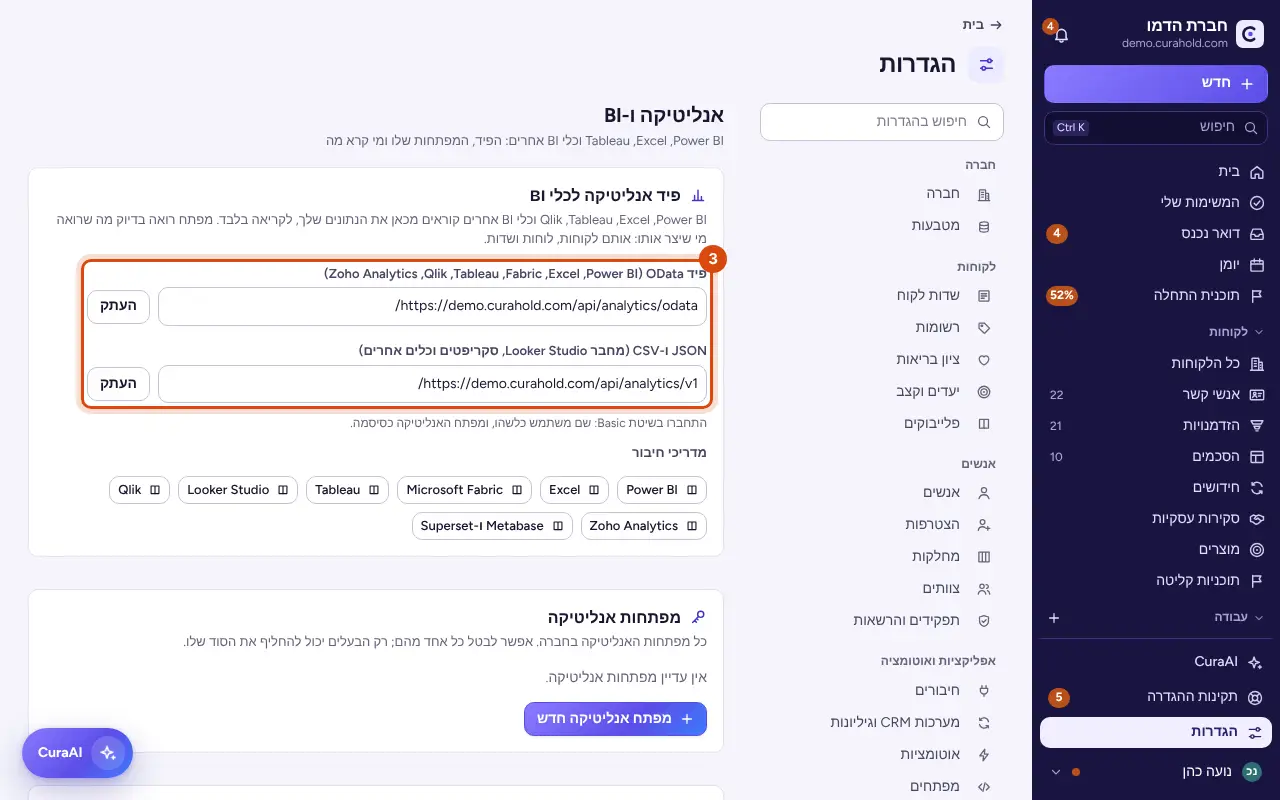 חברת הדמו
demo.curahold.com
4
חדש
חיפוש
Ctrl K
בית
המשימות שלי
דואר נכנס
4
יומן
תוכנית התחלה
52%
לקוחות
כל הלקוחות
אנשי קשר
22
הזדמנויות
21
הסכמים
10
חידושים
סקירות עסקיות
מוצרים
תוכניות קליטה
עבודה
CuraAI
תקינות ההגדרה
5
הגדרות
נכ
נועה כהן
בית
הגדרות
חיפוש בהגדרות
חברה
חברה
מטבעות
לקוחות
שדות לקוח
רשומות
ציון בריאות
יעדים וקצב
פלייבוקים
אנשים
אנשים
הצטרפות
מחלקות
צוותים
תפקידים והרשאות
אפליקציות ואוטומציה
חיבורים
מערכות CRM וגיליונות
אוטומציות
מפתחים
אנליטיקה ו-BI
Power BI, ‏Excel, ‏Tableau וכלי BI אחרים: הפיד, המפתחות שלו ומי קרא מה
פיד אנליטיקה לכלי BI
Power BI, ‏Excel, ‏Tableau, ‏Qlik וכלי BI אחרים קוראים מכאן את הנתונים שלך, לקריאה בלבד. מפתח רואה בדיוק מה שרואה
מי שיצר אותו: אותם לקוחות, לוחות ושדות.
3
פיד OData (Power BI, ‏Excel, ‏Fabric, ‏Tableau, ‏Qlik, ‏Zoho Analytics)
https://demo.curahold.com/api/analytics/odata/
העתק
JSON ו-CSV (מחבר Looker Studio, סקריפטים וכלים אחרים)
https://demo.curahold.com/api/analytics/v1/
העתק
התחברו בשיטת Basic: שם משתמש כלשהו, ומפתח האנליטיקה כסיסמה.
מדריכי חיבור
Power BI
Excel
Microsoft Fabric
Tableau
Looker Studio
Qlik
Zoho Analytics
Metabase ו-Superset
מפתחות אנליטיקה
כל מפתחות האנליטיקה בחברה. אפשר לבטל כל אחד מהם; רק הבעלים יכול להחליף את הסוד שלו.
אין עדיין מפתחות אנליטיקה.
מפתח אנליטיקה חדש
CuraAI